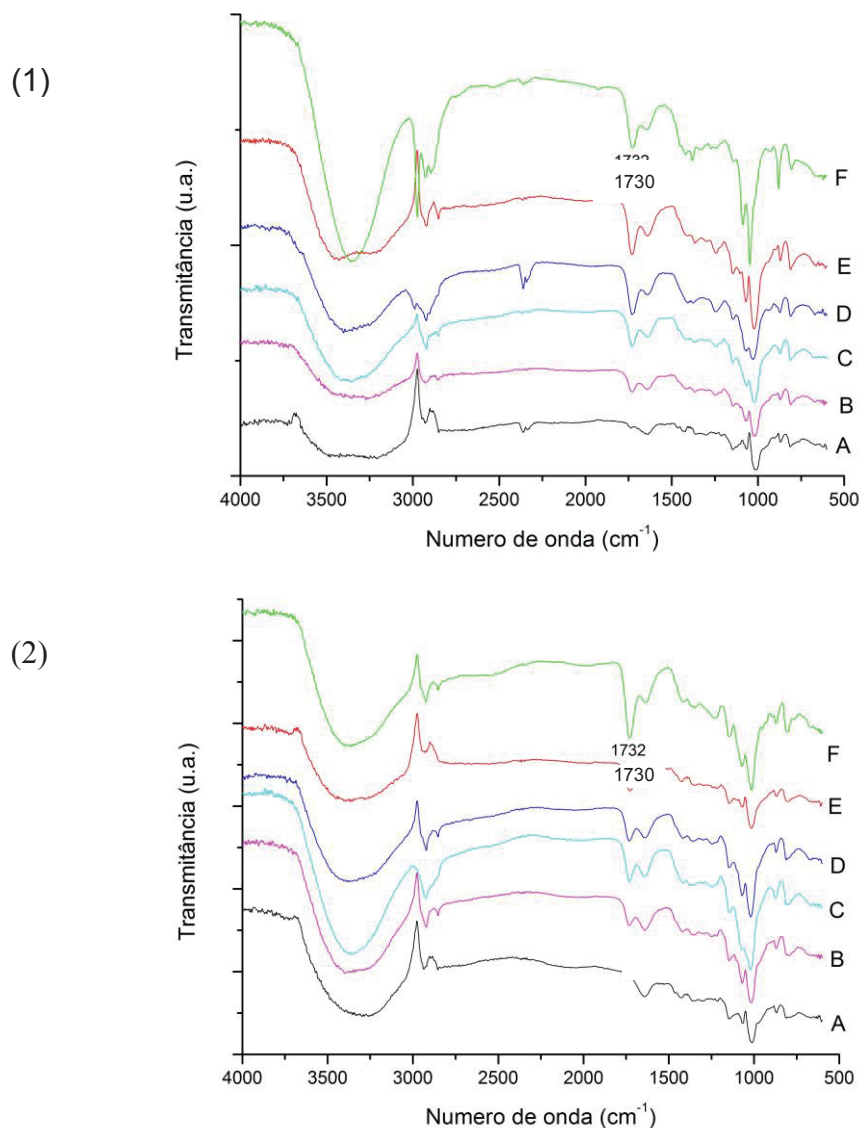 (1)
Transmitância (u.a.)
1732
1730
F
E
D
C
B
A
4000 3500 3000 2500 2000 1500 1000 500
Numero de onda (cm⁻¹)
(2)
Transmitância (u.a.)
1732
1730
F
E
D
C
B
A
4000 3500 3000 2500 2000 1500 1000 500
Numero de onda (cm⁻¹)